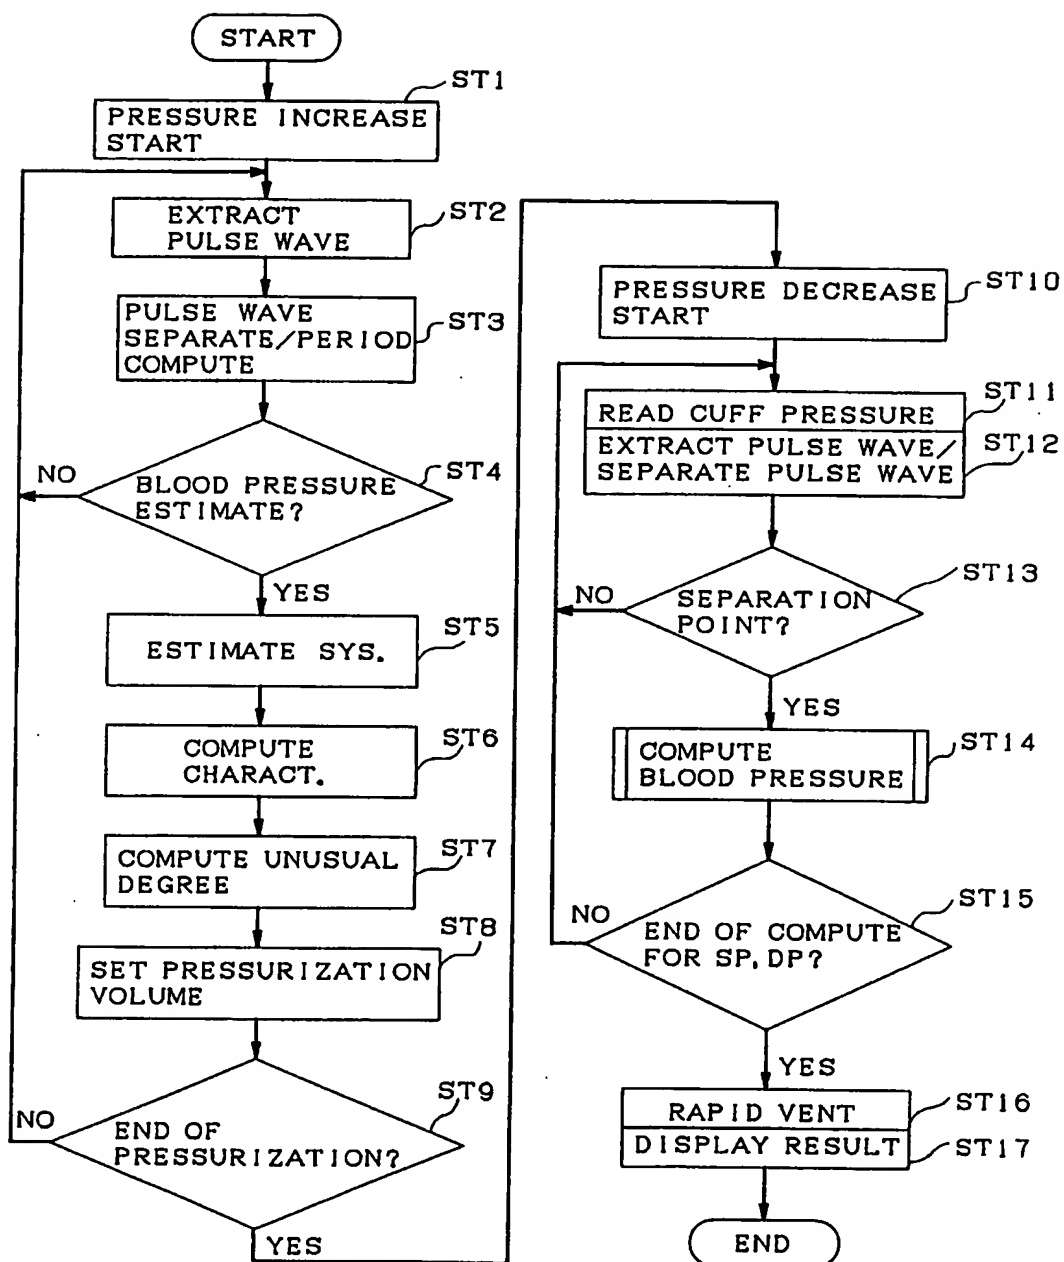 START
ST1
PRESSURE INCREASE
START
ST2
EXTRACT
PULSE WAVE
ST3
PULSE WAVE
SEPARATE/PERIOD
COMPUTE
ST4
NO
BLOOD PRESSURE
ESTIMATE?
YES
ST5
ESTIMATE SYS.
ST6
COMPUTE
CHARACT.
ST7
COMPUTE UNUSUAL
DEGREE
ST8
SET PRESSURIZATION
VOLUME
ST9
NO
END OF
PRESSURIZATION?
YES
ST10
PRESSURE DECREASE
START
ST11
READ CUFF PRESSURE
ST12
EXTRACT PULSE WAVE/
SEPARATE PULSE WAVE
ST13
NO
SEPARATION
POINT?
YES
ST14
COMPUTE
BLOOD PRESSURE
ST15
NO
END OF COMPUTE
FOR SP, DP?
YES
RAPID VENT
ST16
DISPLAY RESULT
ST17
END